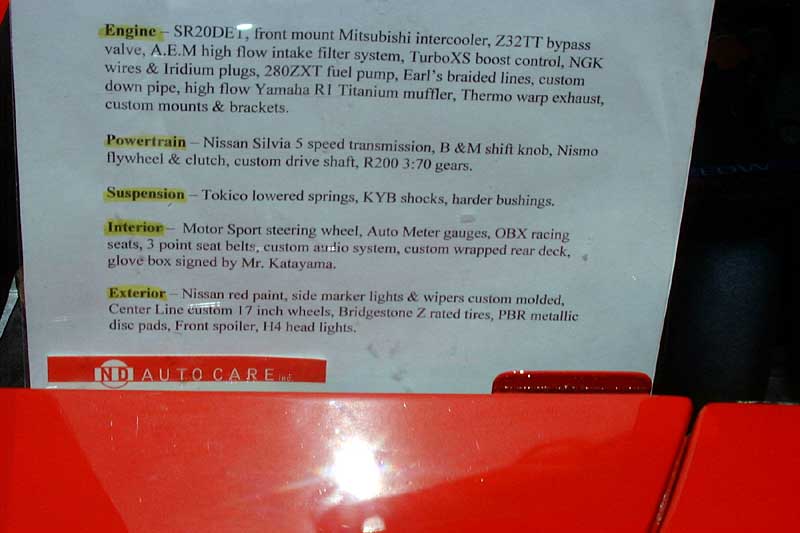 Engine – SR20DET, front mount Mitsubishi intercooler, Z32TT bypass
valve, A.E.M high flow intake filter system, TurboXS boost control, NGK
wires & Iridium plugs, 280ZXT fuel pump, Earl's braided lines, custom
down pipe, high flow Yamaha R1 Titanium muffler, Thermo warp exhaust,
custom mounts & brackets.
Powertrain – Nissan Silvia 5 speed transmission, B &M shift knob, Nismo
flywheel & clutch, custom drive shaft, R200 3:70 gears.
Suspension – Tokico lowered springs, KYB shocks, harder bushings.
Interior – Motor Sport steering wheel, Auto Meter gauges, OBX racing
seats, 3 point seat belts, custom audio system, custom wrapped rear deck,
glove box signed by Mr. Katayama.
Exterior – Nissan red paint, side marker lights & wipers custom molded,
Center Line custom 17 inch wheels, Bridgestone Z rated tires, PBR metallic
disc pads, Front spoiler, H4 head lights.
ND AUTO CARE inc.